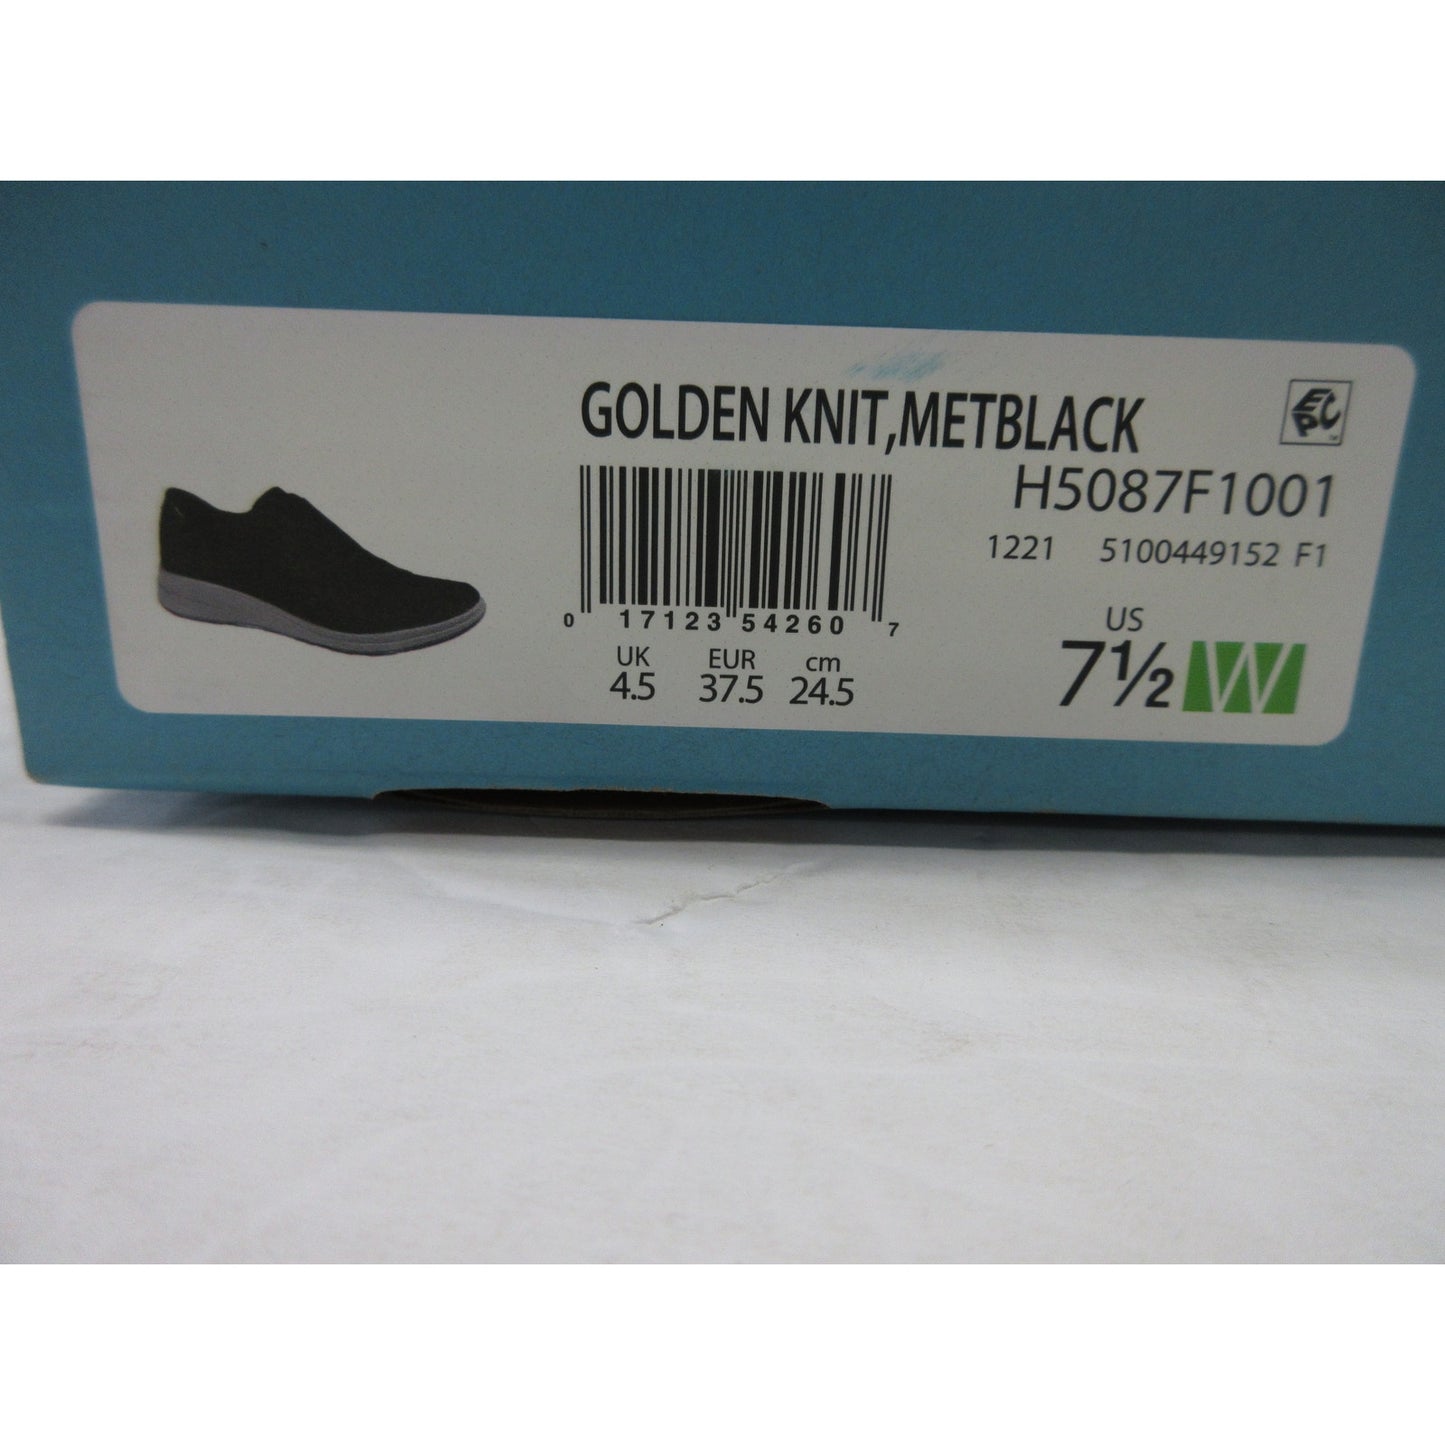 GOLDEN KNIT,METBLACK
EPC
H5087F1001
1221 5100449152 F1
0 17123 54260 7
UK EUR cm
4.5 37.5 24.5
US
7½ W